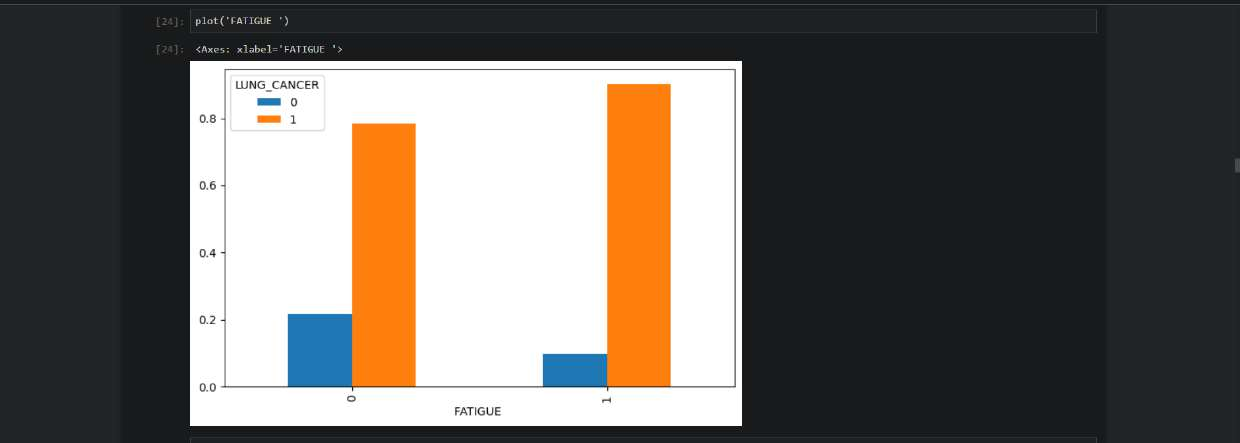 [24]: plot('FATIGUE ')
[24]: <Axes: xlabel='FATIGUE '>
LUNG_CANCER
0
1
0.8
0.6
0.4
0.2
0.0
0 1
FATIGUE